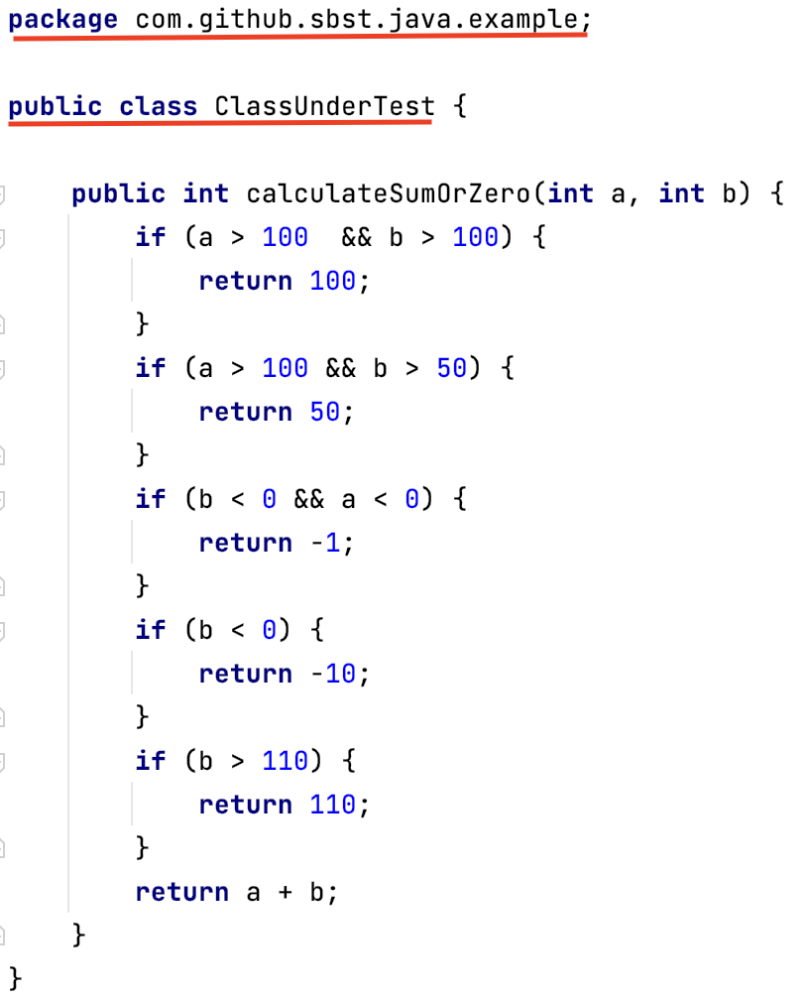 package com.github.sbst.java.example;
public class ClassUnderTest {
public int calculateSumOrZero(int a, int b) {
if (a > 100  && b > 100) {
return 100;
}
if (a > 100 && b > 50) {
return 50;
}
if (b < 0 && a < 0) {
return -1;
}
if (b < 0) {
return -10;
}
if (b > 110) {
return 110;
}
return a + b;
}
}